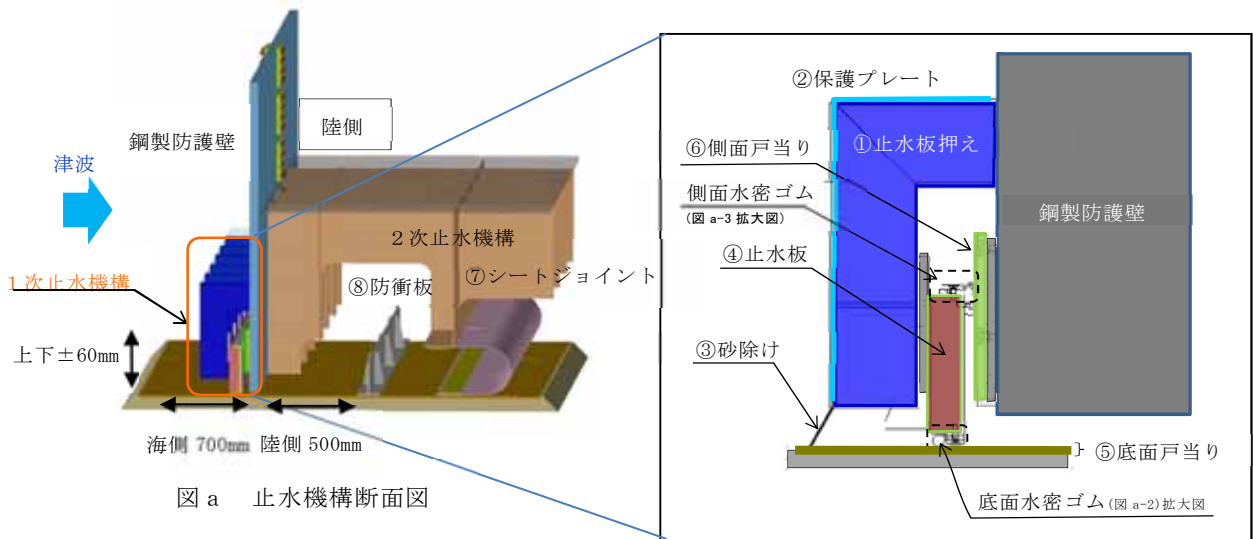 鋼製防護壁
陸側
津波
1次止水機構
2次止水機構
⑦シートジョイント
⑧防衝板
上下±60mm
海側 700mm 陸側 500mm
図 a 止水機構断面図
②保護プレート
①止水板押え
⑥側面戸当り
側面水密ゴム
(図 a-3 拡大図)
④止水板
鋼製防護壁
③砂除け
⑤底面戸当り
底面水密ゴム(図 a-2)拡大図